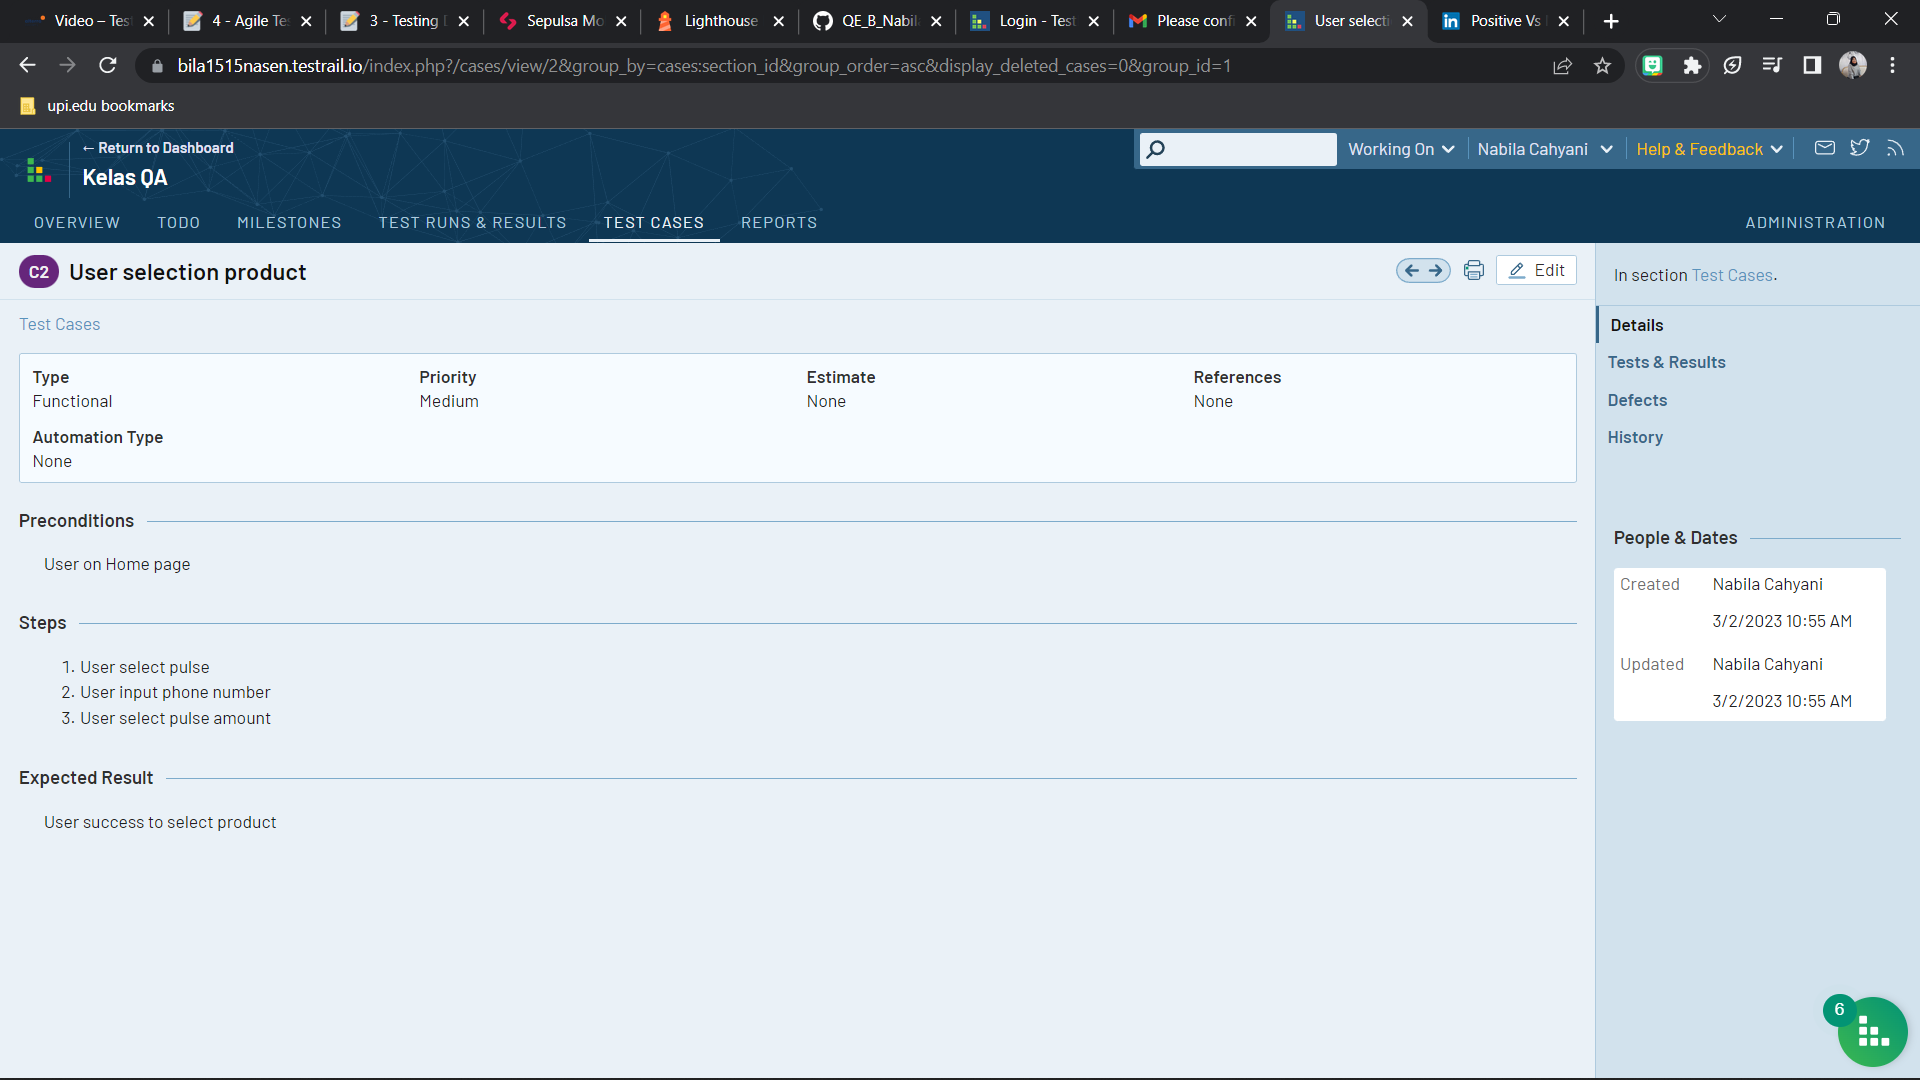 Video – Tes
4 - Agile Te
3 - Testing
Sepulsa Mo
Lighthouse
QE_B_Nabil
Login - Test
Please conf
User selecti
Positive Vs
bila1515nasen.testrail.io/index.php?/cases/view/2&group_by=cases:section_id&group_order=asc&display_deleted_cases=0&group_id=1
upi.edu bookmarks
← Return to Dashboard
Kelas QA
Working On
Nabila Cahyani
Help & Feedback
OVERVIEW
TODO
MILESTONES
TEST RUNS & RESULTS
TEST CASES
REPORTS
ADMINISTRATION
C2 User selection product
Edit
Test Cases
Type
Functional
Priority
Medium
Estimate
None
References
None
Automation Type
None
Preconditions
User on Home page
Steps
1. User select pulse
2. User input phone number
3. User select pulse amount
Expected Result
User success to select product
In section Test Cases.
Details
Tests & Results
Defects
History
People & Dates
Created Nabila Cahyani
3/2/2023 10:55 AM
Updated Nabila Cahyani
3/2/2023 10:55 AM
6